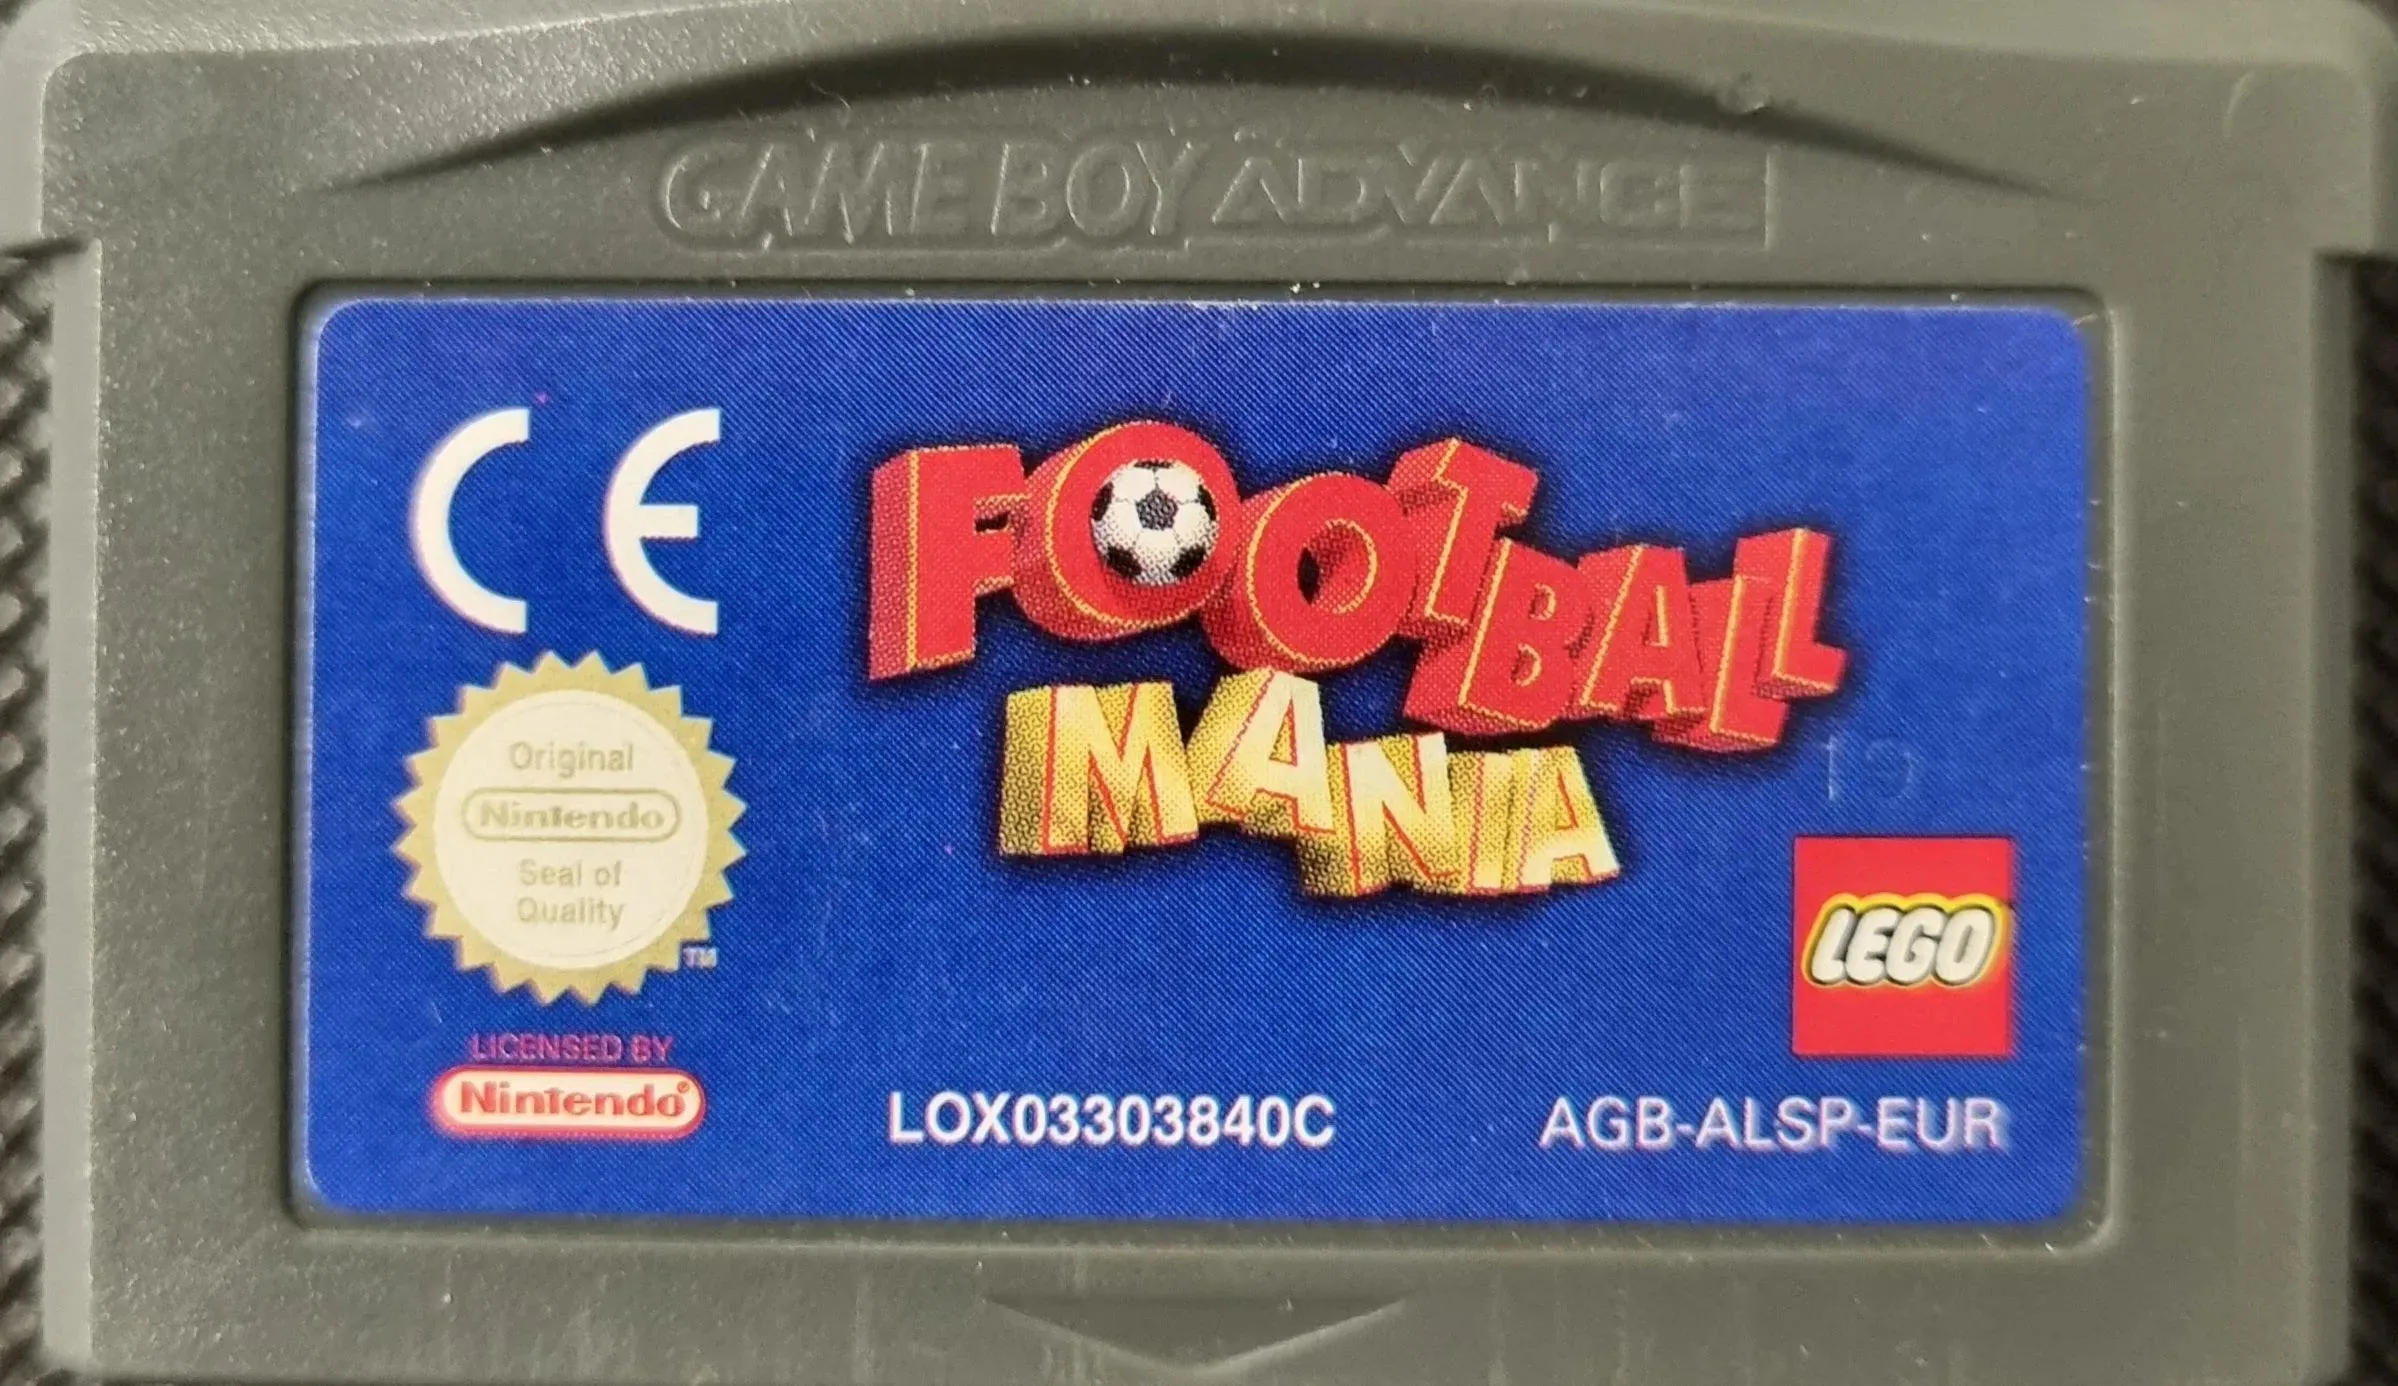 GAME BOY ADVANCE
CE
FOOTBALL
MANIA
19
Original
Nintendo
Seal of
Quality
TM
LEGO
LICENSED BY
Nintendo®
LOX03303840C
AGB-ALSP-EUR